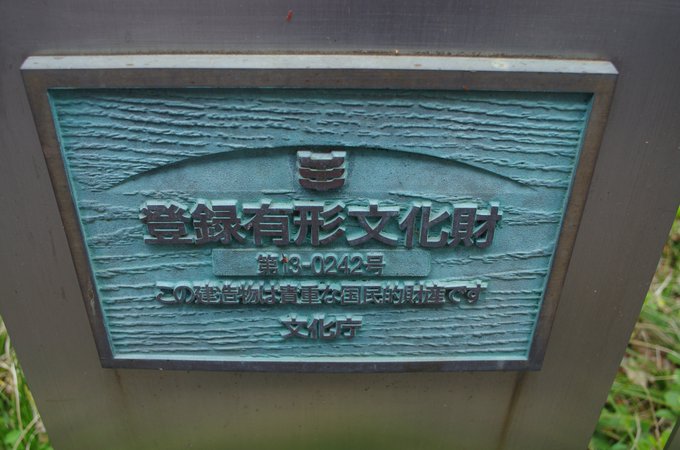 登録有形文化財
第13-0242号
この建造物は貴重な国民的財産です
文化庁